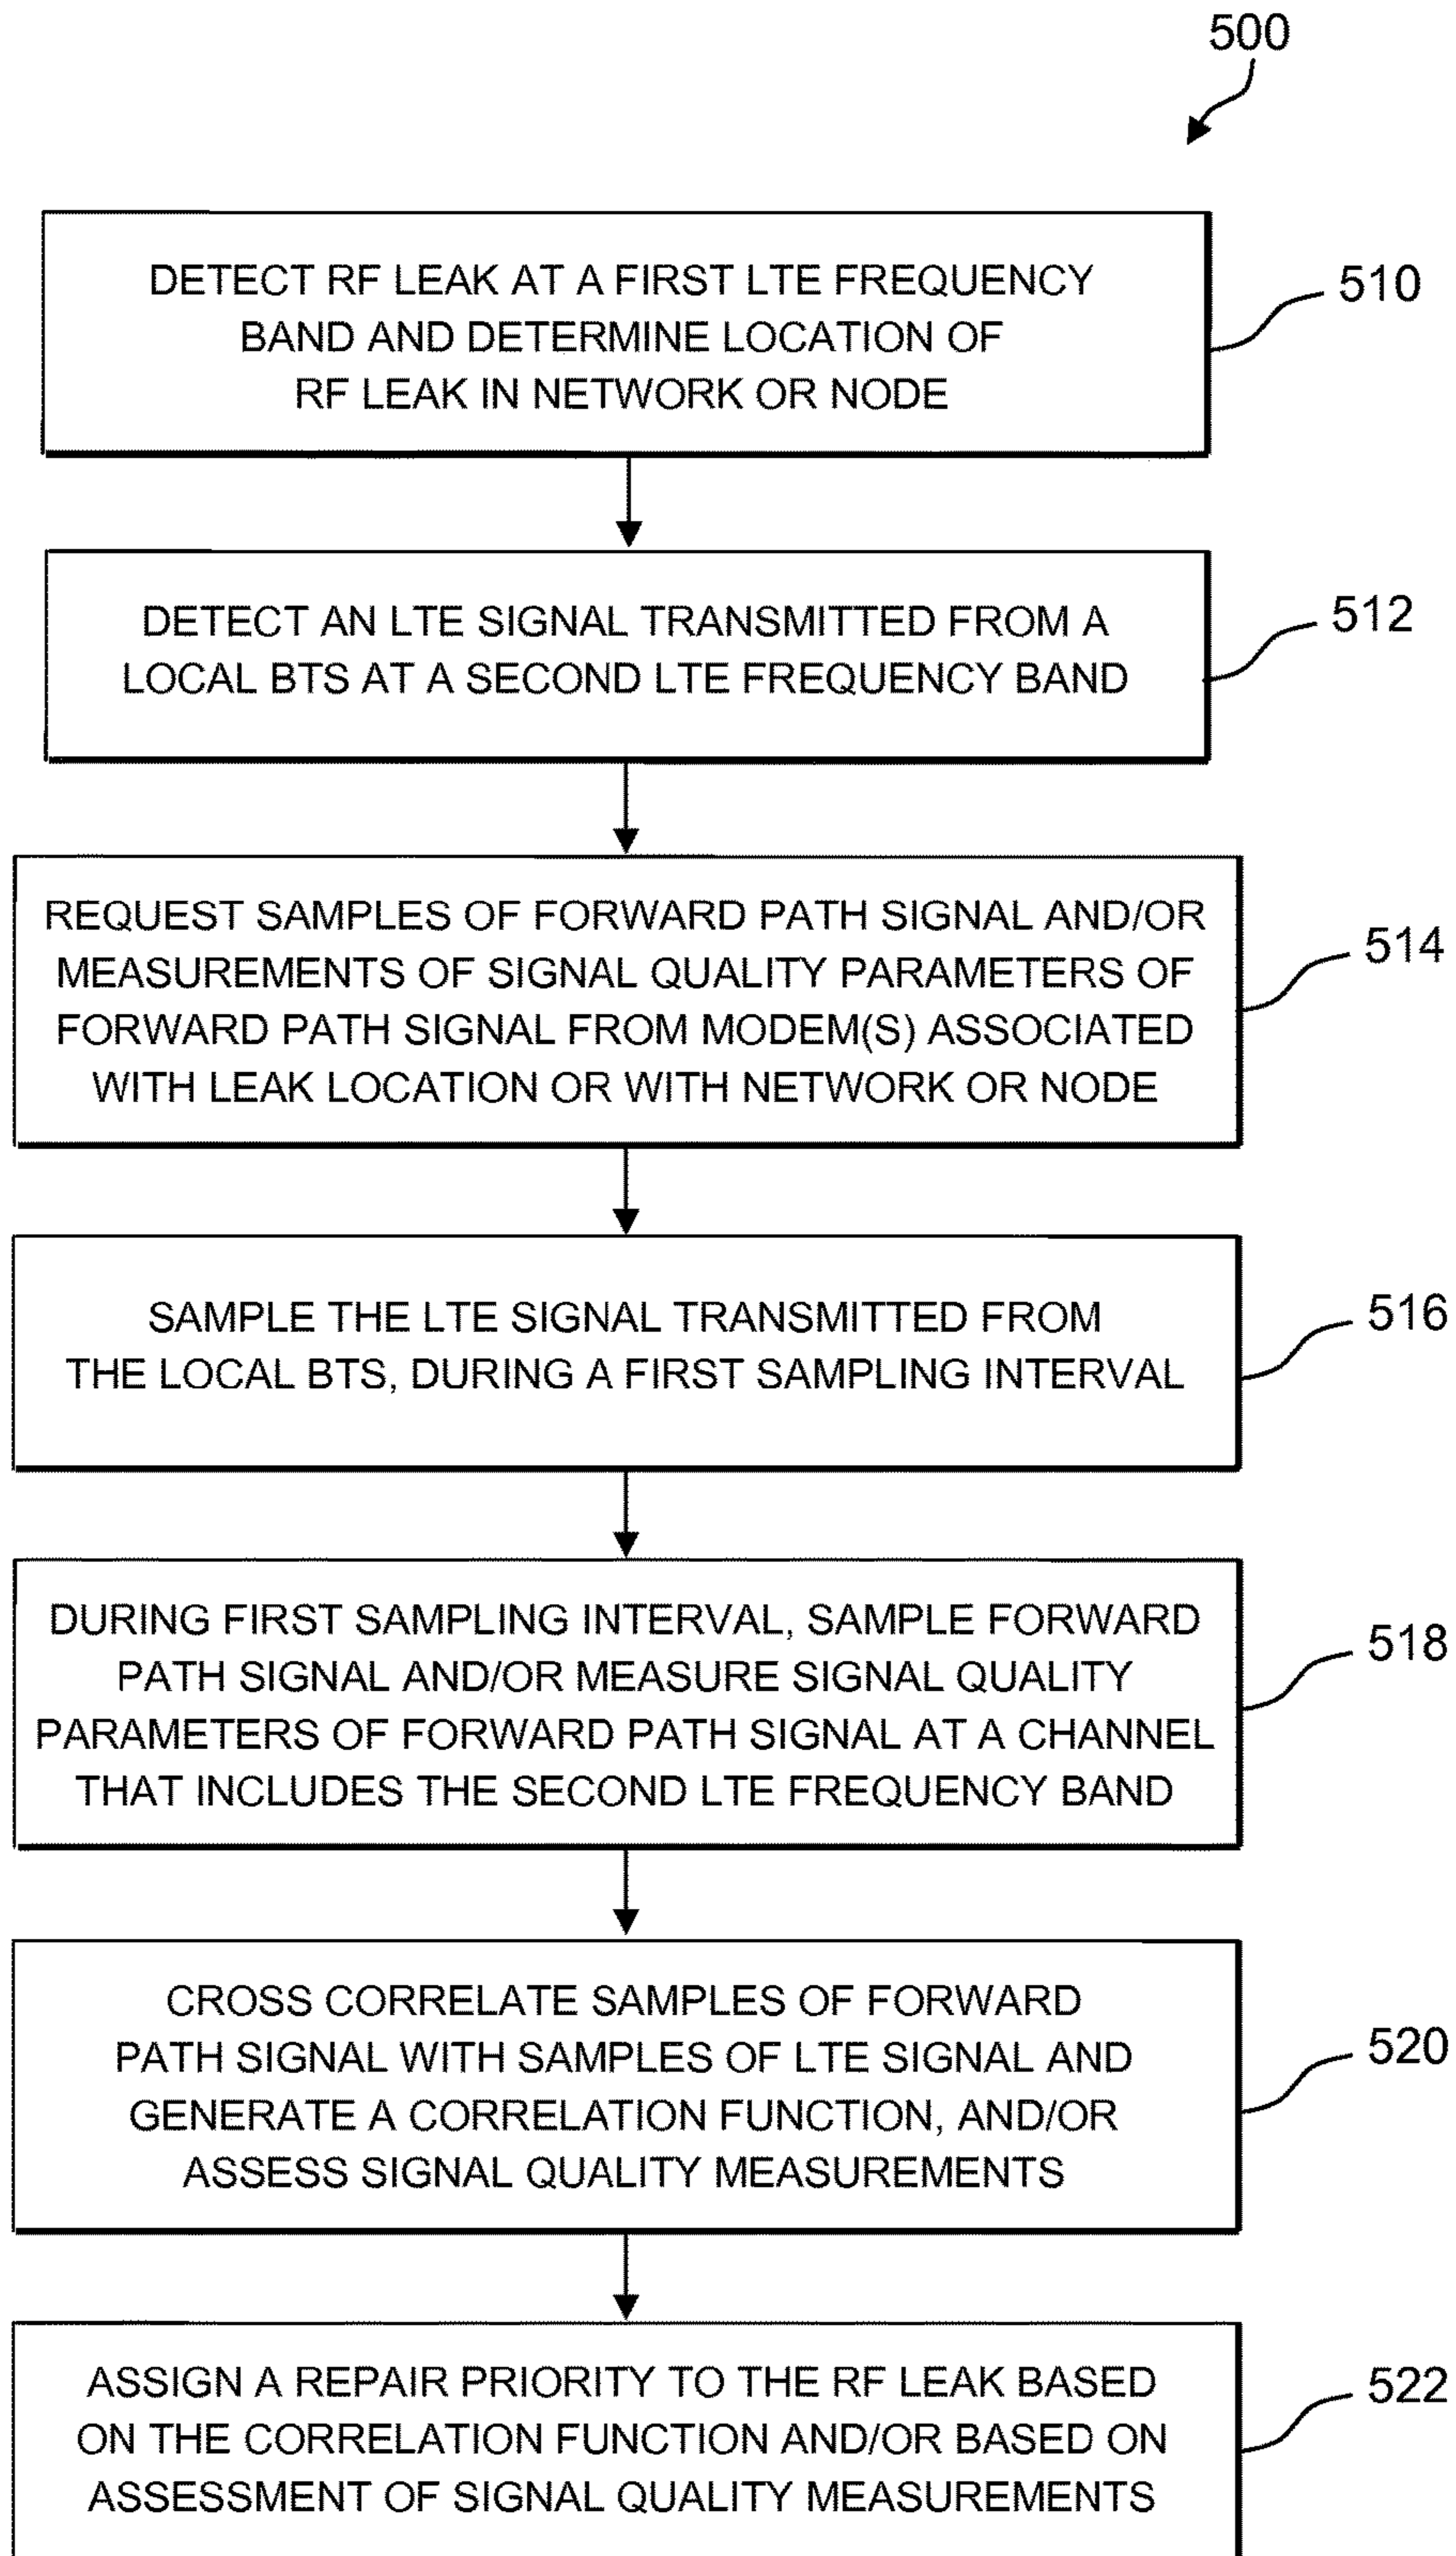 500
DETECT RF LEAK AT A FIRST LTE FREQUENCY
BAND AND DETERMINE LOCATION OF
RF LEAK IN NETWORK OR NODE
510
DETECT AN LTE SIGNAL TRANSMITTED FROM A
LOCAL BTS AT A SECOND LTE FREQUENCY BAND
512
REQUEST SAMPLES OF FORWARD PATH SIGNAL AND/OR
MEASUREMENTS OF SIGNAL QUALITY PARAMETERS OF
FORWARD PATH SIGNAL FROM MODEM(S) ASSOCIATED
WITH LEAK LOCATION OR WITH NETWORK OR NODE
514
SAMPLE THE LTE SIGNAL TRANSMITTED FROM
THE LOCAL BTS, DURING A FIRST SAMPLING INTERVAL
516
DURING FIRST SAMPLING INTERVAL, SAMPLE FORWARD
PATH SIGNAL AND/OR MEASURE SIGNAL QUALITY
PARAMETERS OF FORWARD PATH SIGNAL AT A CHANNEL
THAT INCLUDES THE SECOND LTE FREQUENCY BAND
518
CROSS CORRELATE SAMPLES OF FORWARD
PATH SIGNAL WITH SAMPLES OF LTE SIGNAL AND
GENERATE A CORRELATION FUNCTION, AND/OR
ASSESS SIGNAL QUALITY MEASUREMENTS
520
ASSIGN A REPAIR PRIORITY TO THE RF LEAK BASED
ON THE CORRELATION FUNCTION AND/OR BASED ON
ASSESSMENT OF SIGNAL QUALITY MEASUREMENTS
522